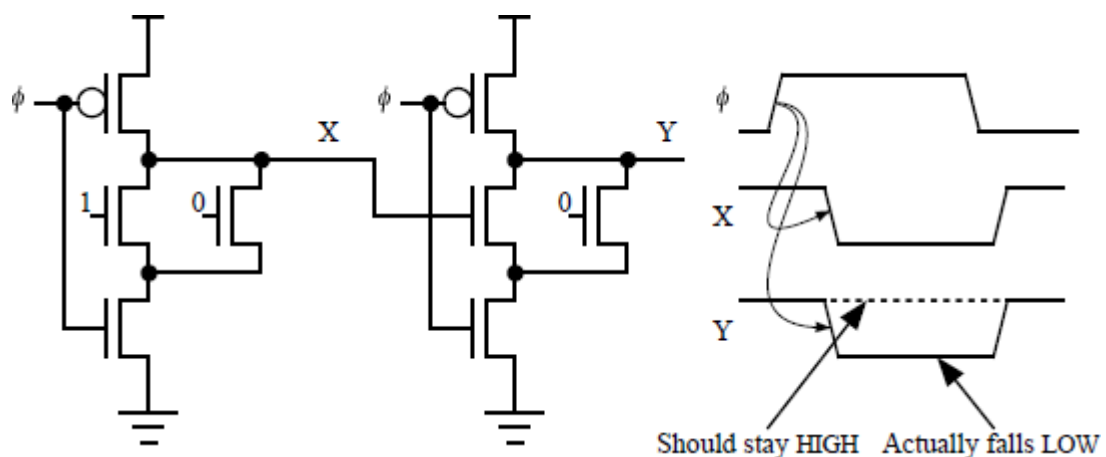 ϕ
1
0
X
ϕ
0
Y
ϕ
X
Y
Should stay HIGH
Actually falls LOW